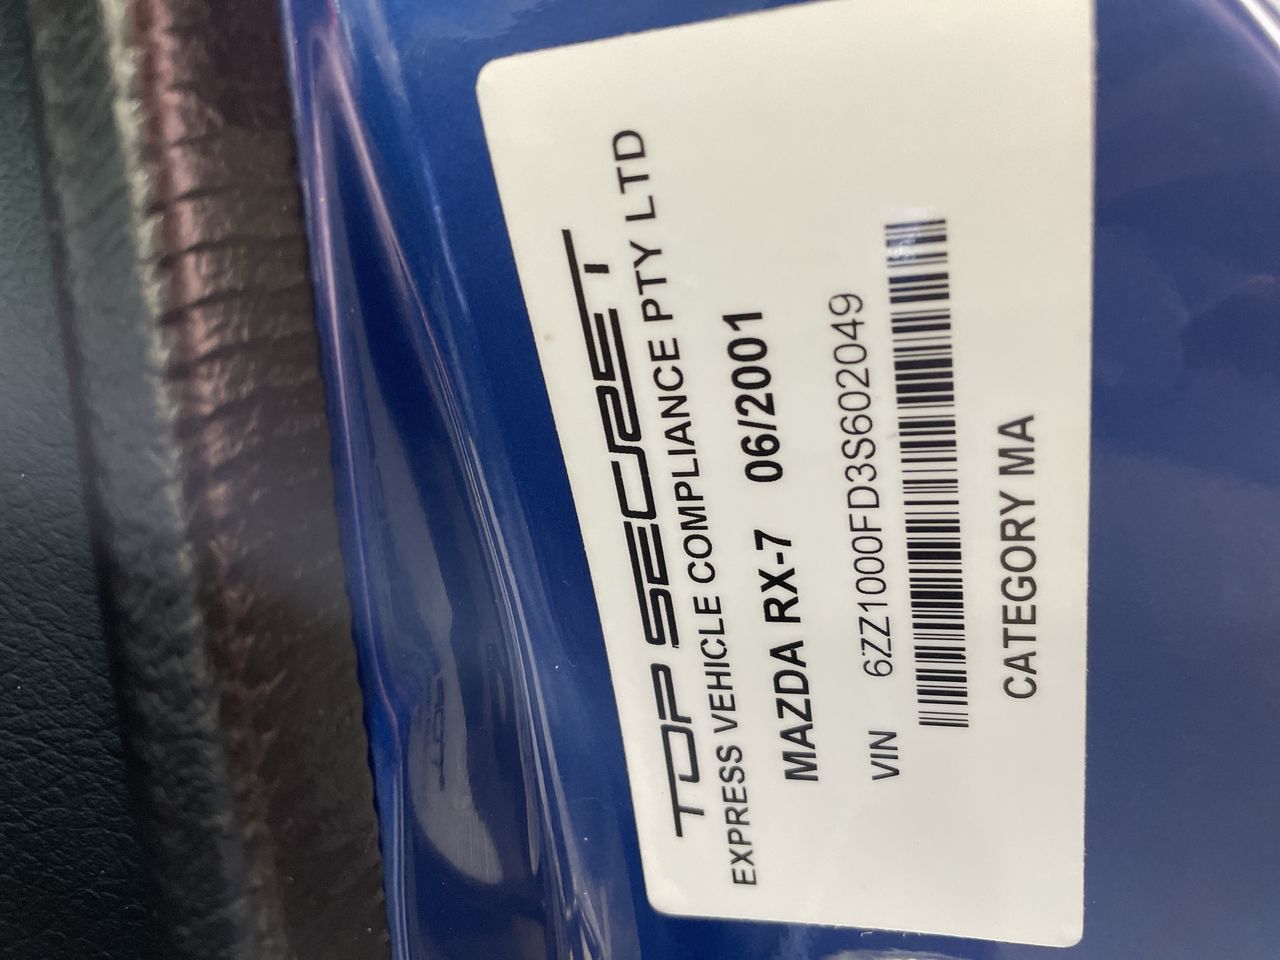 TOP SECRET
EXPRESS VEHICLE COMPLIANCE PTY LTD
MAZDA RX-7 06/2001
VIN 6ZZ1000FD3S602049
CATEGORY MA